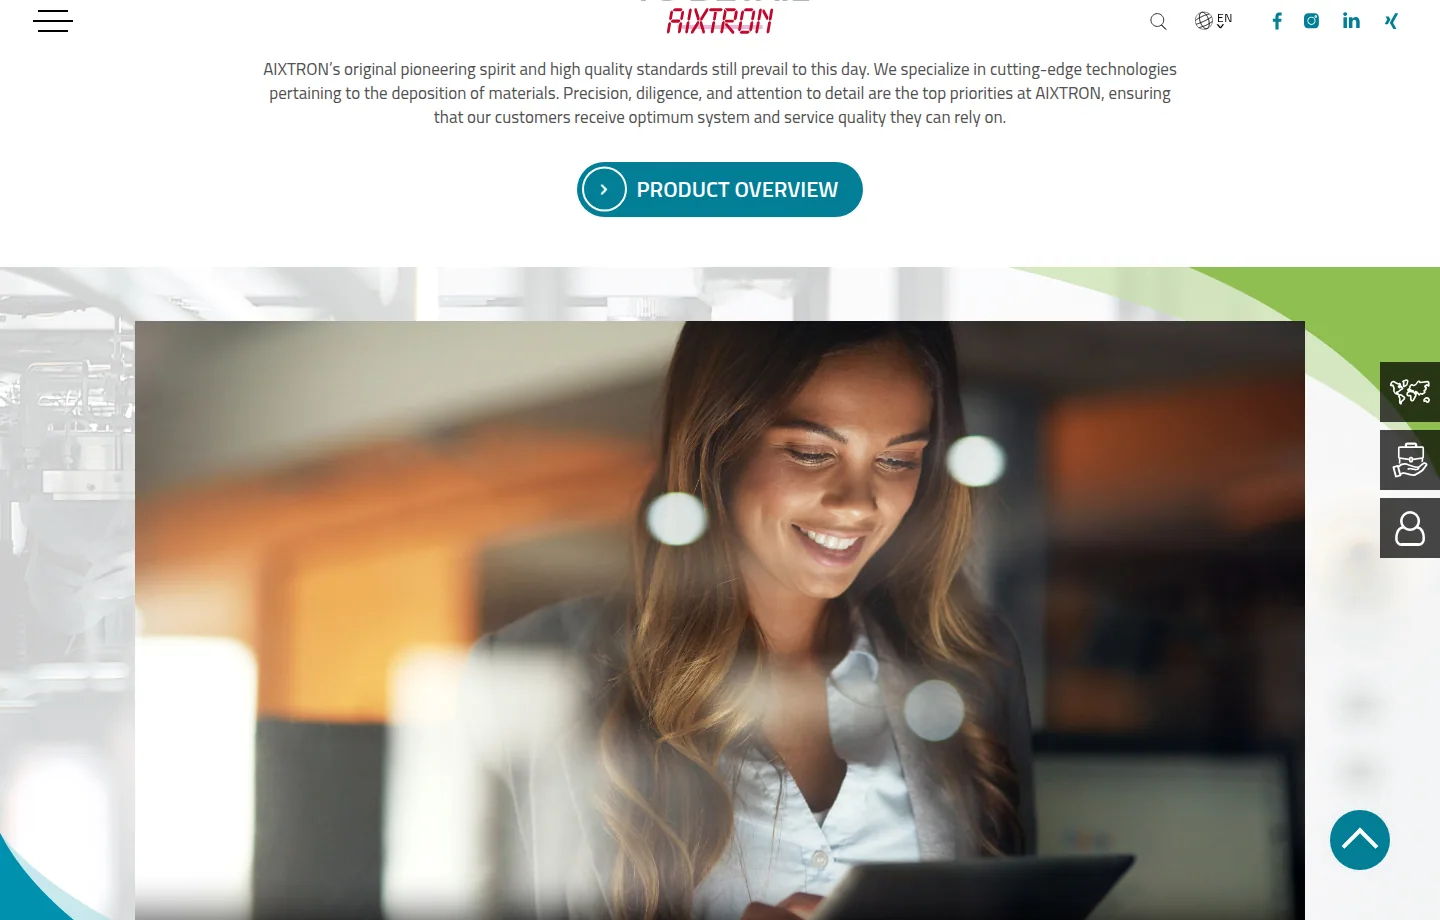 AIXTRON
EN
AIXTRON's original pioneering spirit and high quality standards still prevail to this day. We specialize in cutting-edge technologies
pertaining to the deposition of materials. Precision, diligence, and attention to detail are the top priorities at AIXTRON, ensuring
that our customers receive optimum system and service quality they can rely on.
PRODUCT OVERVIEW